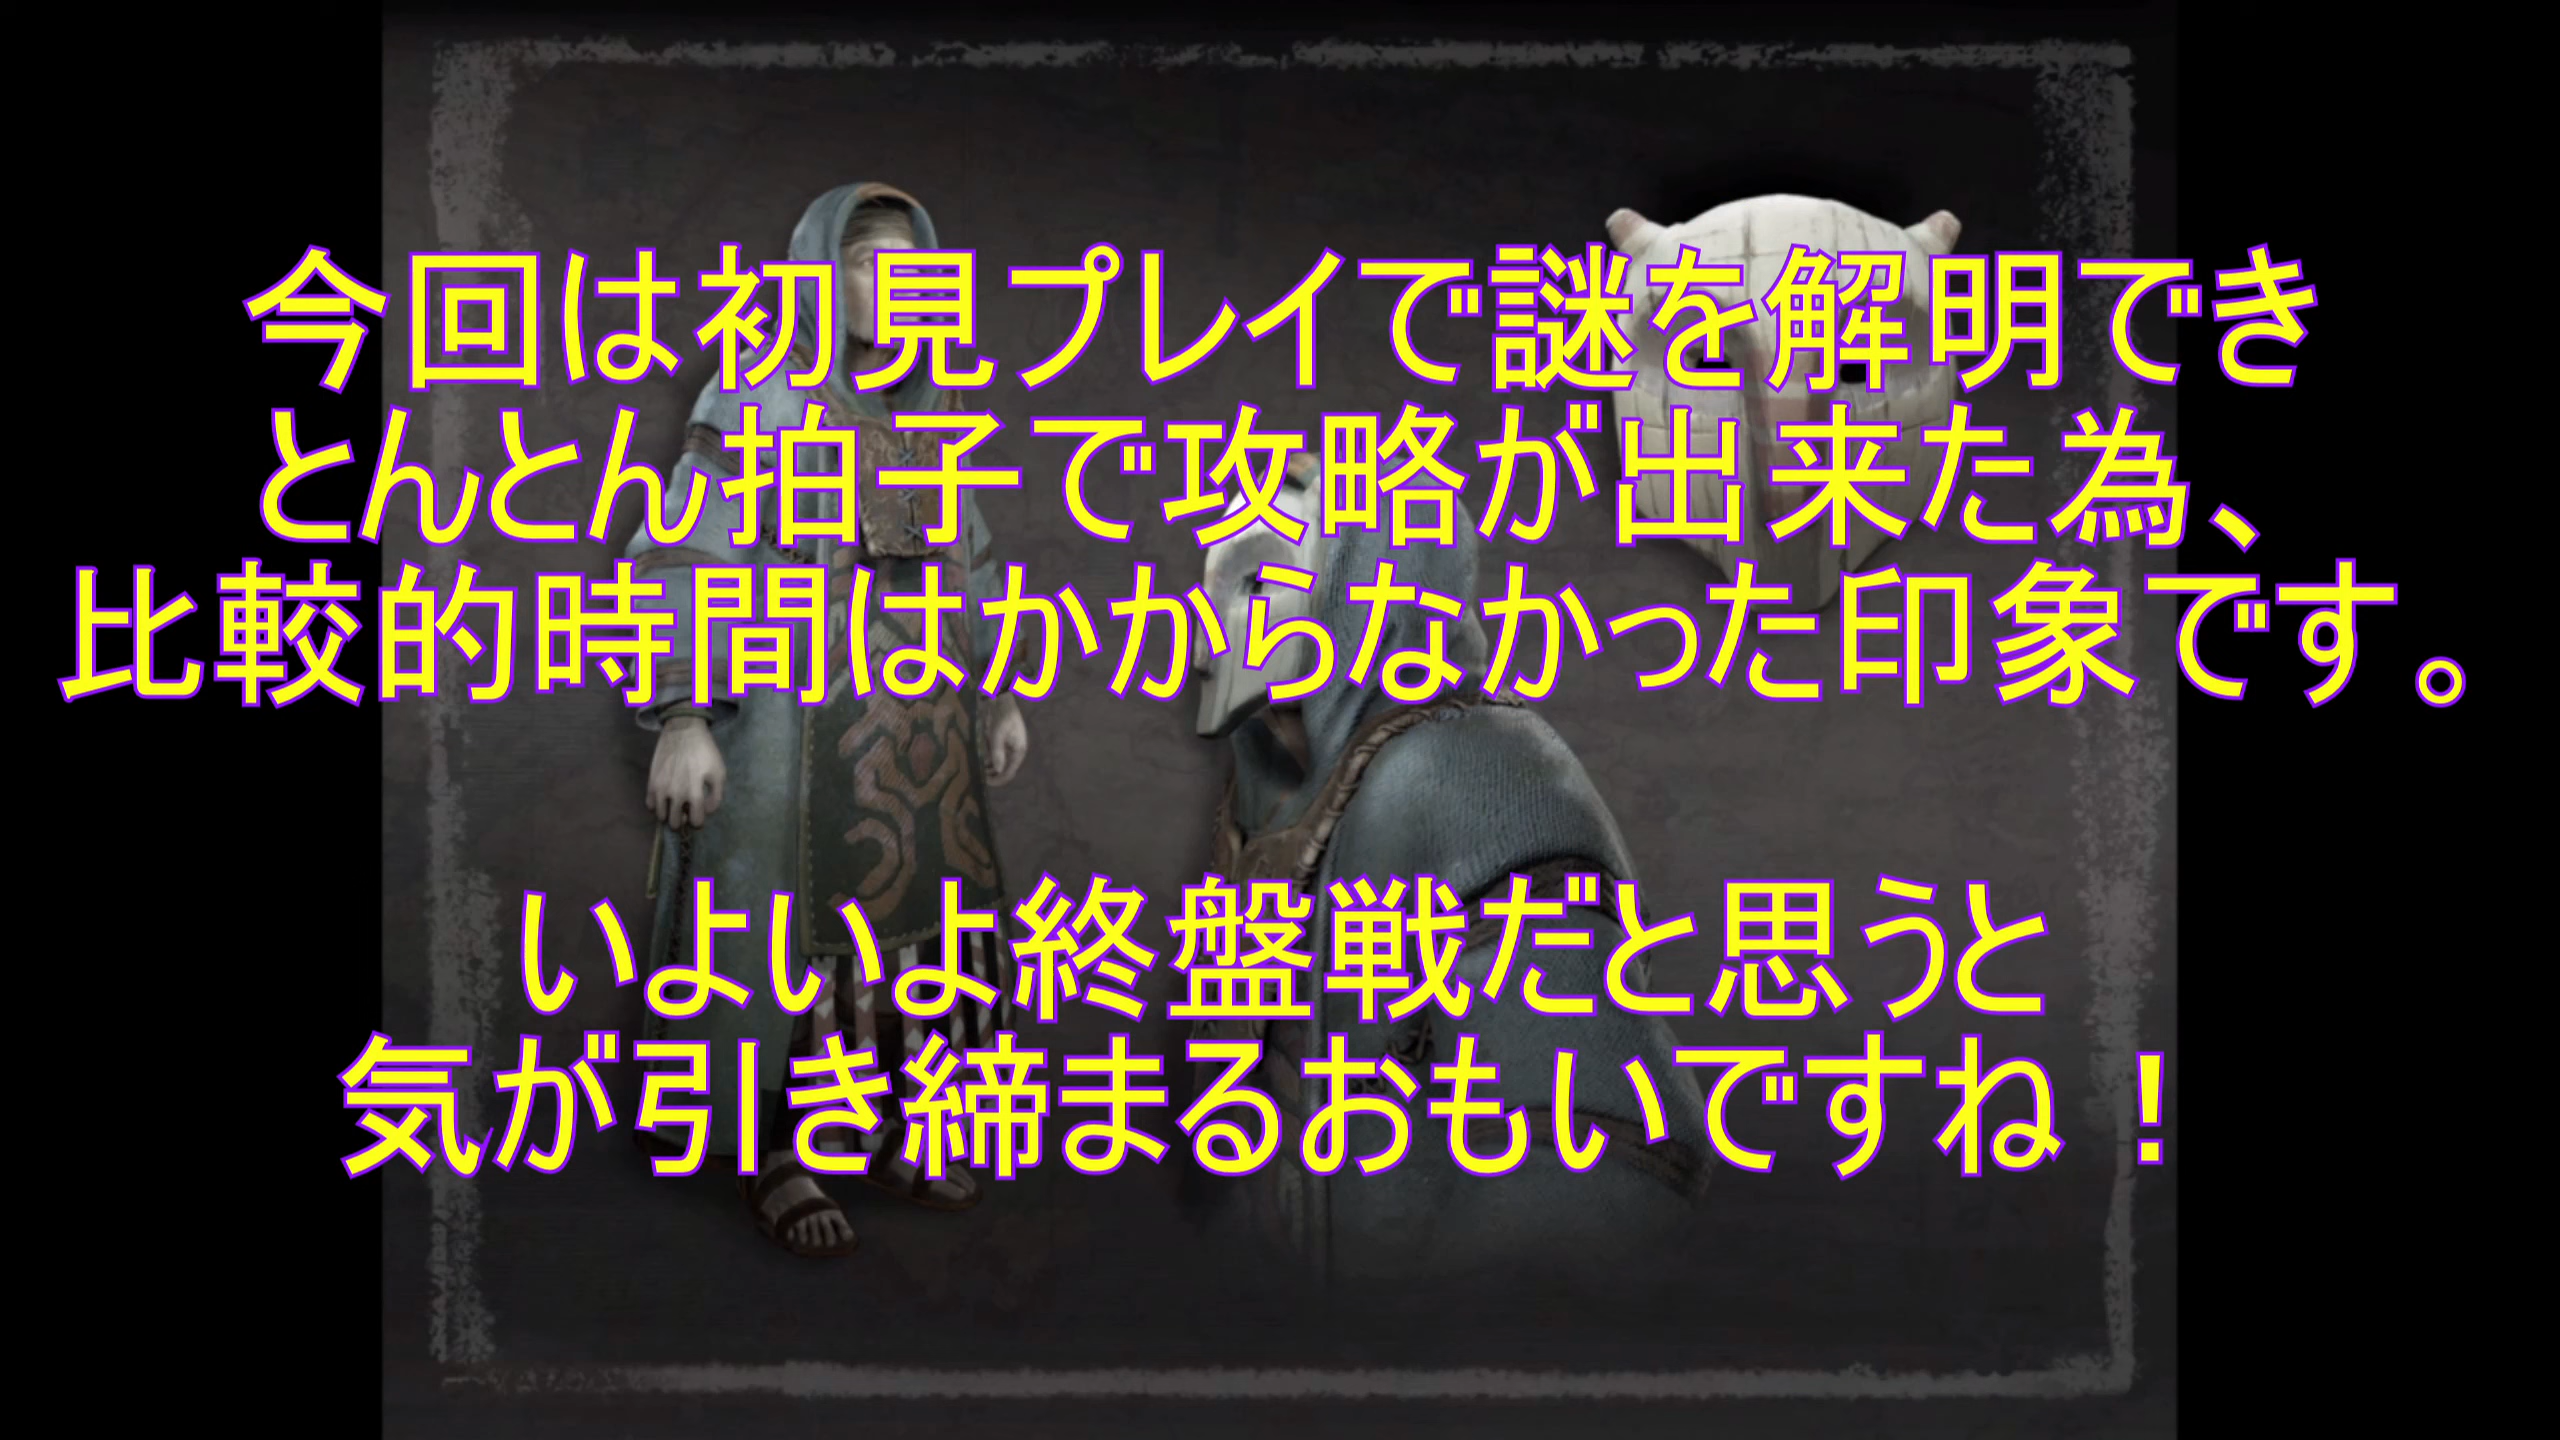 今回は初見プレイで謎を解明でき
とんとん拍子で攻略が出来た為、
比較的時間はかからなかった印象です。
いよいよ終盤戦だと思うと
気が引き締まるおもいですね！